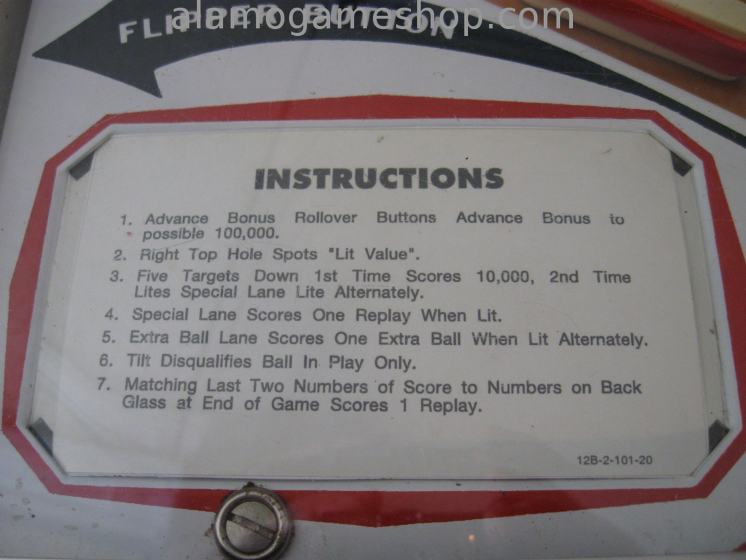 alamogameshop.com
FLIPPER BUTTON
INSTRUCTIONS
1. Advance Bonus Rollover Buttons Advance Bonus to
possible 100,000.
2. Right Top Hole Spots "Lit Value".
3. Five Targets Down 1st Time Scores 10,000, 2nd Time
Lites Special Lane Lite Alternately.
4. Special Lane Scores One Replay When Lit.
5. Extra Ball Lane Scores One Extra Ball When Lit Alternately.
6. Tilt Disqualifies Ball In Play Only.
7. Matching Last Two Numbers of Score to Numbers on Back
Glass at End of Game Scores 1 Replay.
12B-2-101-20